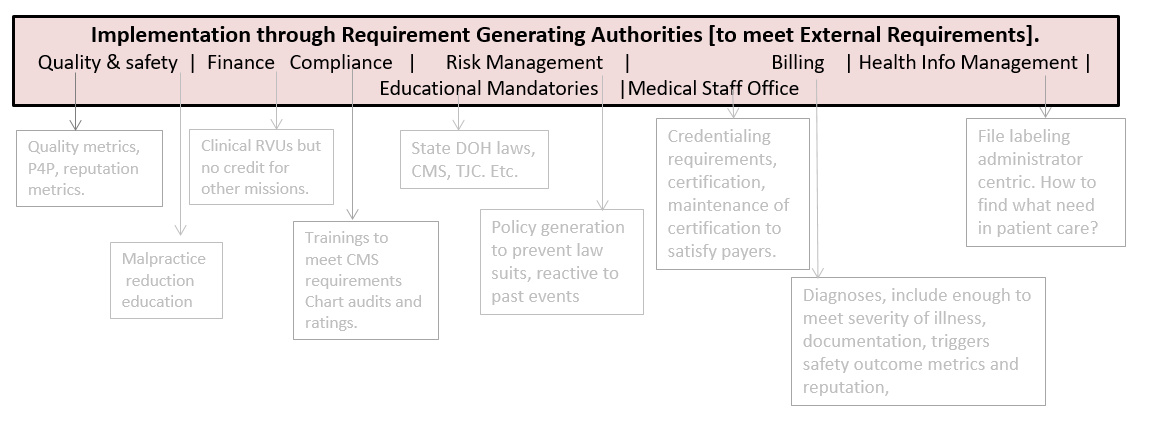 Implementation through Requirement Generating Authorities [to meet External Requirements].
Quality & safety | Finance Compliance | Risk Management | Billing | Health Info Management |
Educational Mandatories |Medical Staff Office
Quality metrics,
P4P, reputation
metrics.
Malpractice
reduction
education
Clinical RVUs but
no credit for
other missions.
Trainings to
meet CMS
requirements
Chart audits and
ratings.
State DOH laws,
CMS, TJC. Etc.
Policy generation
to prevent law
suits, reactive to
past events
Credentialing
requirements,
certification,
maintenance of
certification to
satisfy payers.
Diagnoses, include enough to
meet severity of illness,
documentation, triggers
safety outcome metrics and
reputation,
File labeling
administrator
centric. How to
find what need
in patient care?